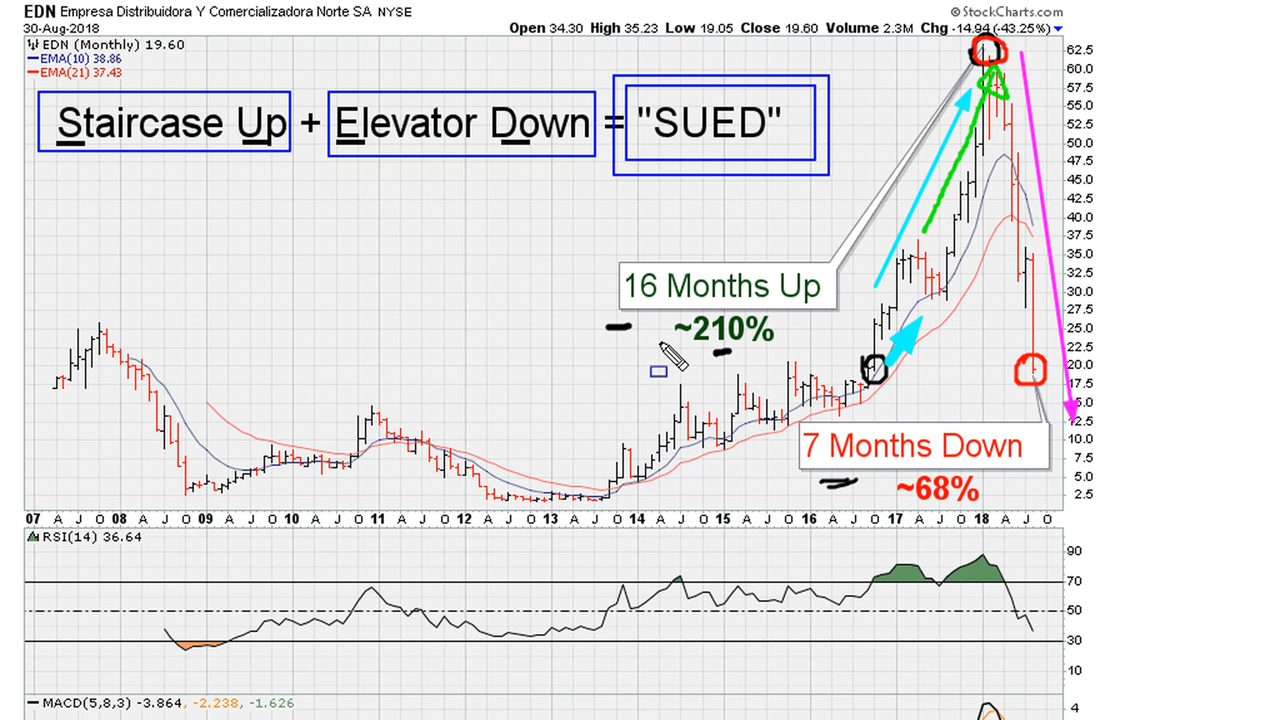 EDN Empresa Distribuidora Y Comercializadora Norte SA NYSE
© StockCharts.com
30-Aug-2018
Open 34.30 High 35.23 Low 19.05 Close 19.60 Volume 2.3M Chg -14.94 (-43.25%)
EDN (Monthly) 19.60
EMA(10) 38.86
EMA(21) 37.43
Staircase Up + Elevator Down = "SUED"
16 Months Up
~210%
7 Months Down
~68%
62.5
60.0
57.5
55.0
52.5
50.0
47.5
45.0
42.5
40.0
37.5
35.0
32.5
30.0
27.5
25.0
22.5
20.0
17.5
15.0
12.5
10.0
7.5
5.0
2.5
07 A J O 08 A J O 09 A J O 10 A J O 11 A J O 12 A J O 13 A J O 14 A J O 15 A J O 16 A J O 17 A J O 18 A J O
RSI(14) 36.64
90
70
50
30
10
MACD(5,8,3) -3.864, -2.238, -1.626
4